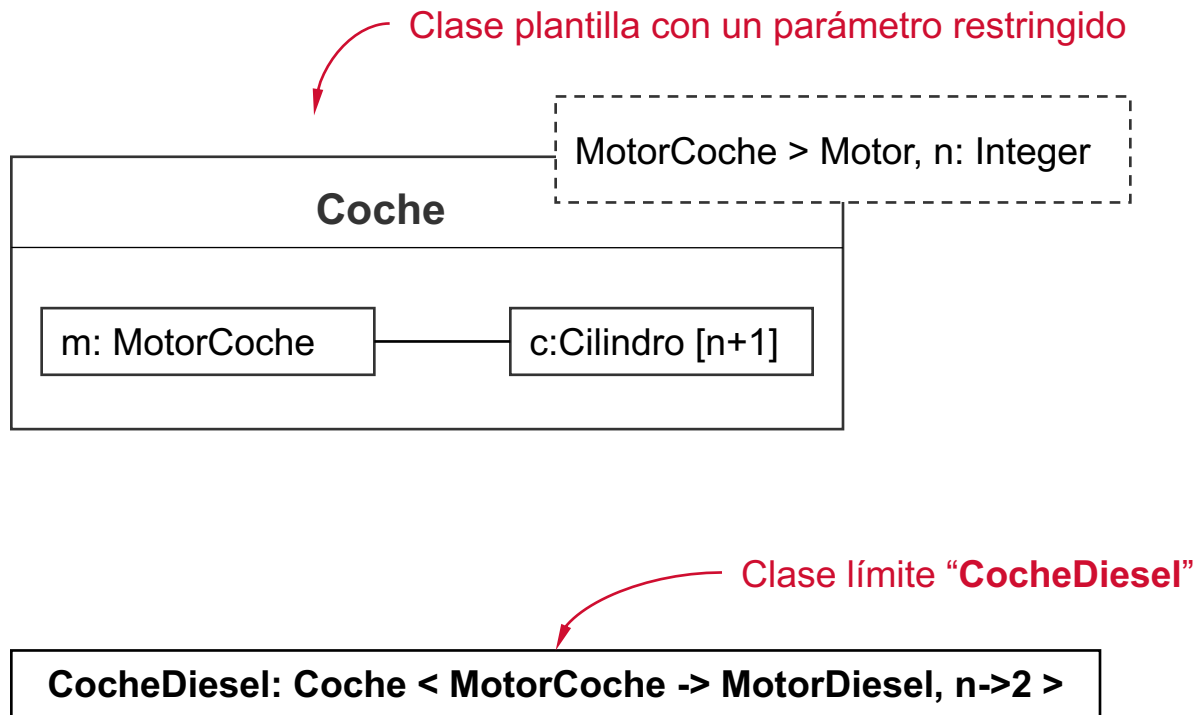 Clase plantilla con un parámetro restringido
MotorCoche > Motor, n: Integer
Coche
m: MotorCoche
c:Cilindro [n+1]
Clase límite “CocheDiesel”
CocheDiesel: Coche < MotorCoche -> MotorDiesel, n->2 >